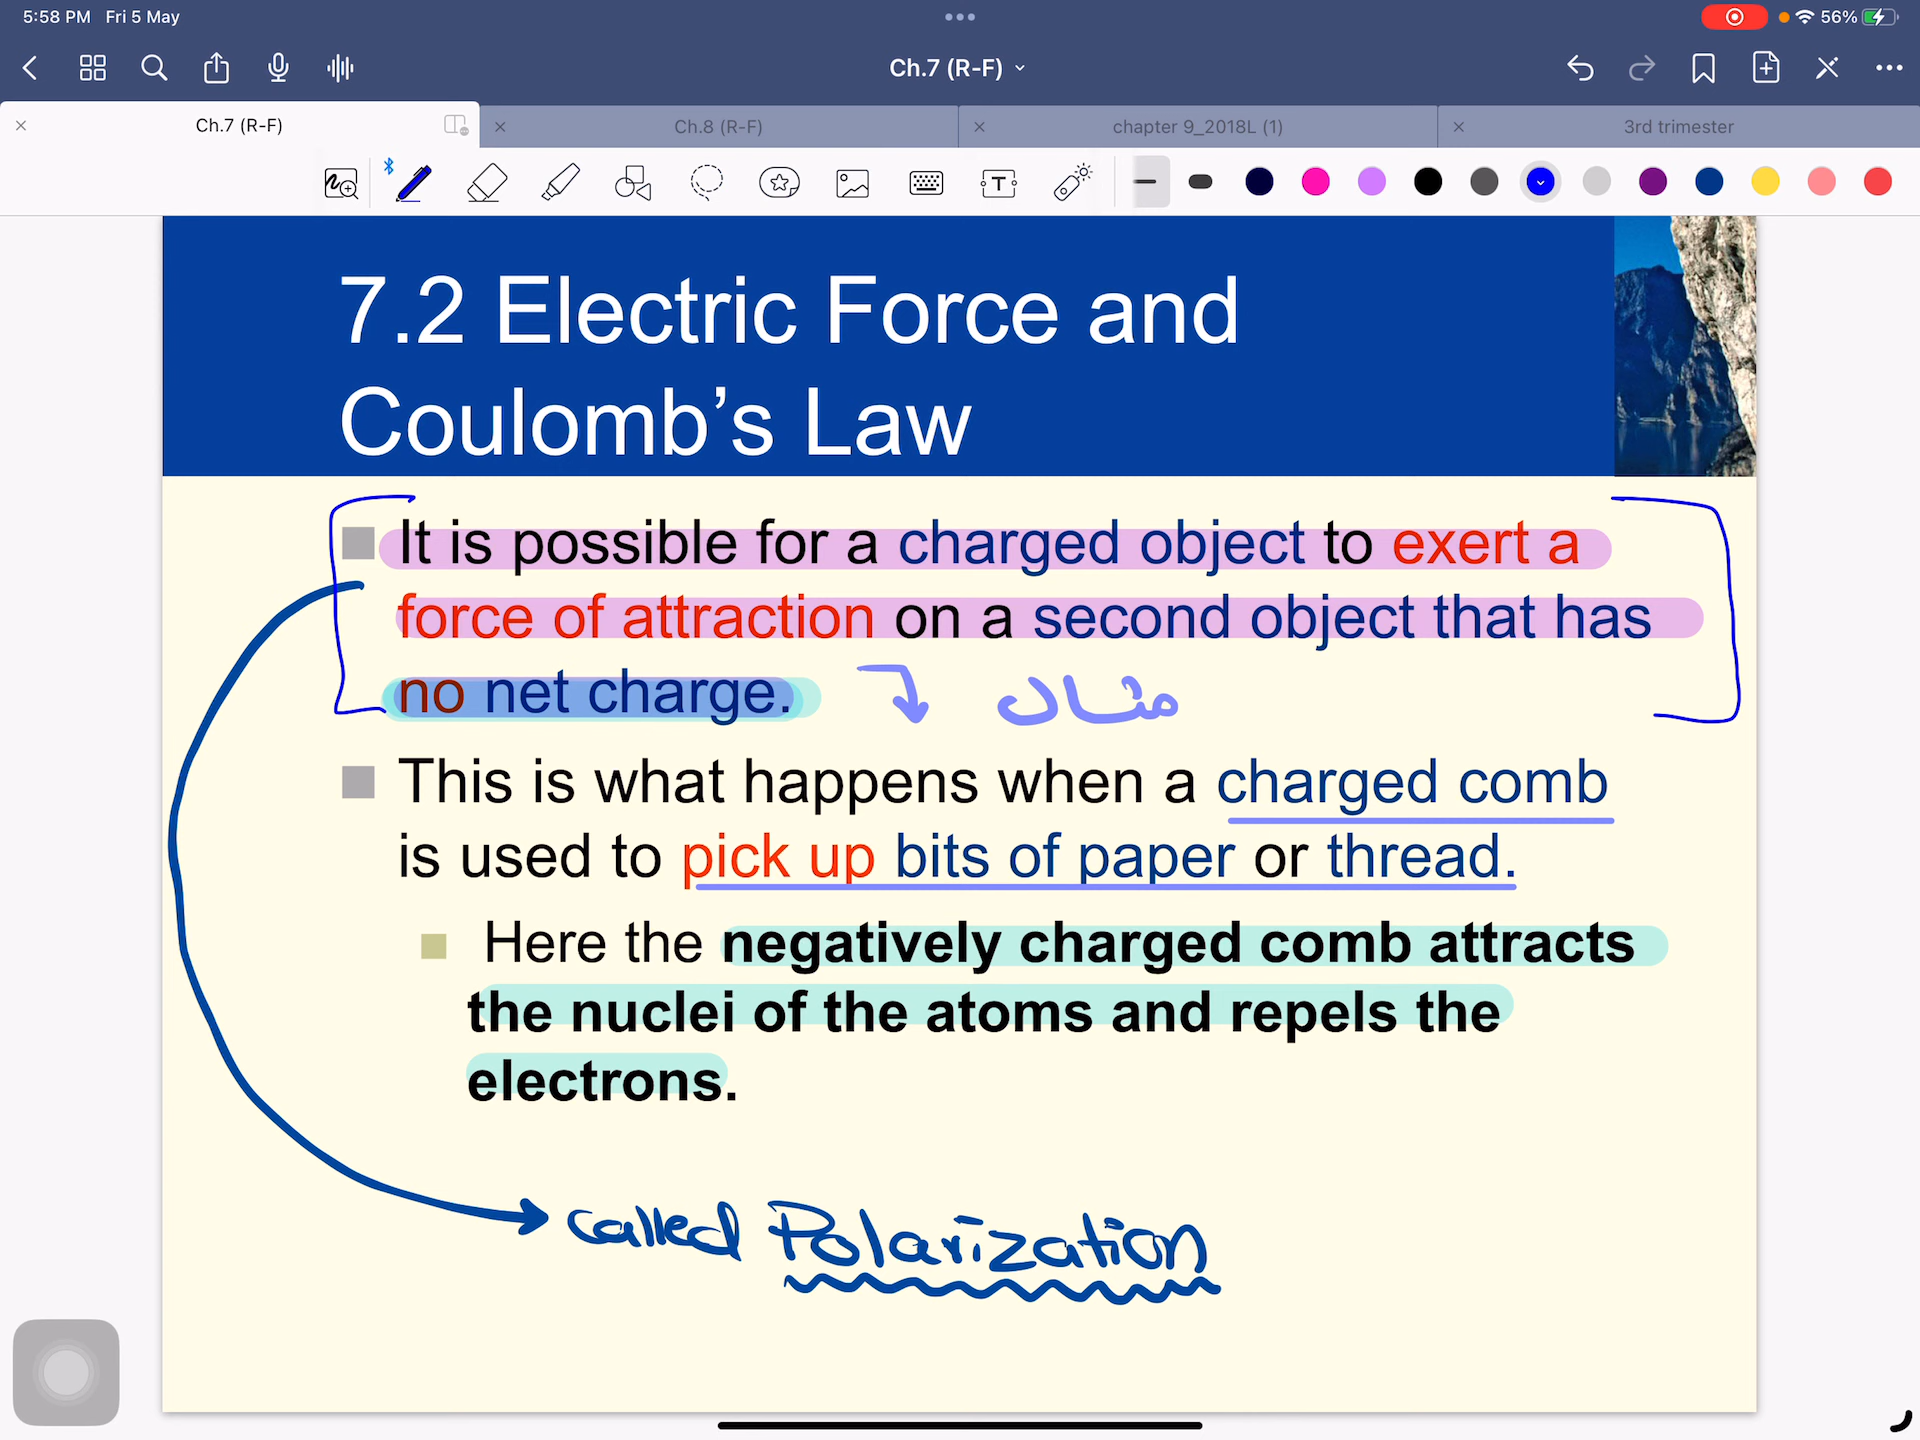 5:58 PM Fri 5 May
56%
Ch.7 (R-F)
Ch.7 (R-F)
Ch.8 (R-F)
chapter 9_2018L (1)
3rd trimester
7.2 Electric Force and
Coulomb’s Law
It is possible for a charged object to exert a
force of attraction on a second object that has
no net charge.
مثال
This is what happens when a charged comb
is used to pick up bits of paper or thread.
Here the negatively charged comb attracts
the nuclei of the atoms and repels the
electrons.
called Polarization